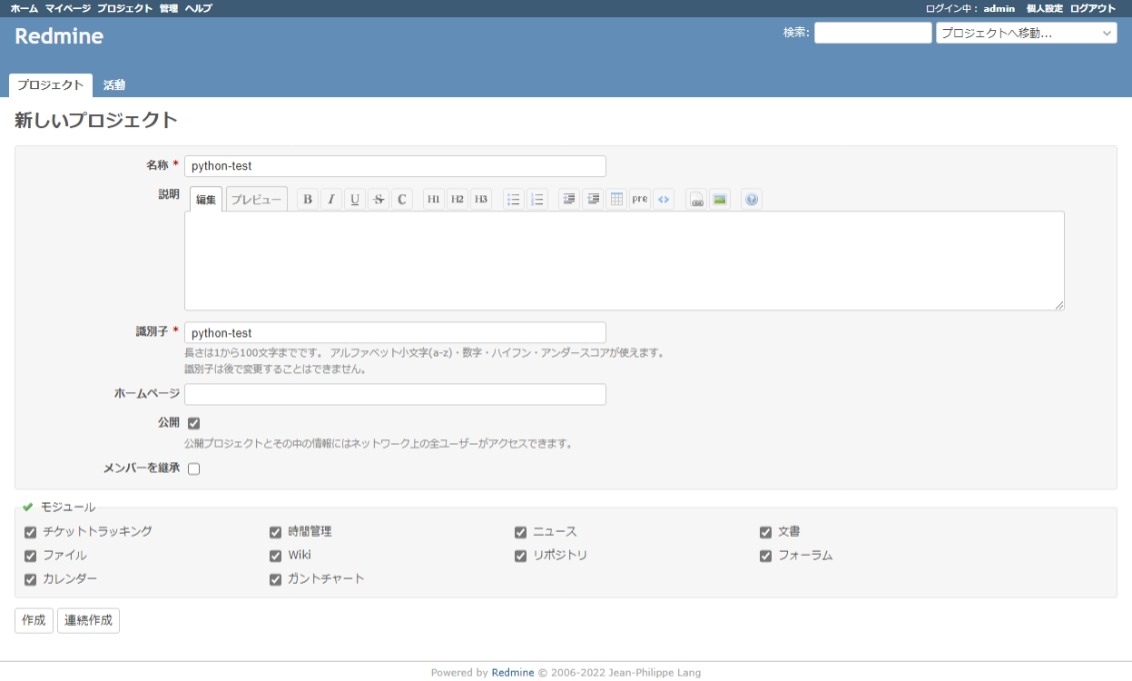 ホーム マイページ プロジェクト 管理 ヘルプ ログイン中: admin 個人設定 ログアウト
Redmine 検索: プロジェクトへ移動...
プロジェクト 活動
新しいプロジェクト
名称 * python-test
説明 編集 プレビュー B I U S C H1 H2 H3 pre <>
識別子 * python-test
長さは1から100文字までです。 アルファベット小文字(a-z)・数字・ハイフン・アンダースコアが使えます。
識別子は後で変更することはできません。
ホームページ
公開
公開プロジェクトとその中の情報にはネットワーク上の全ユーザーがアクセスできます。
メンバーを継承
モジュール
チケットトラッキング 時間管理 ニュース 文書
ファイル Wiki リポジトリ フォーラム
カレンダー ガントチャート
作成 連続作成
Powered by Redmine © 2006-2022 Jean-Philippe Lang